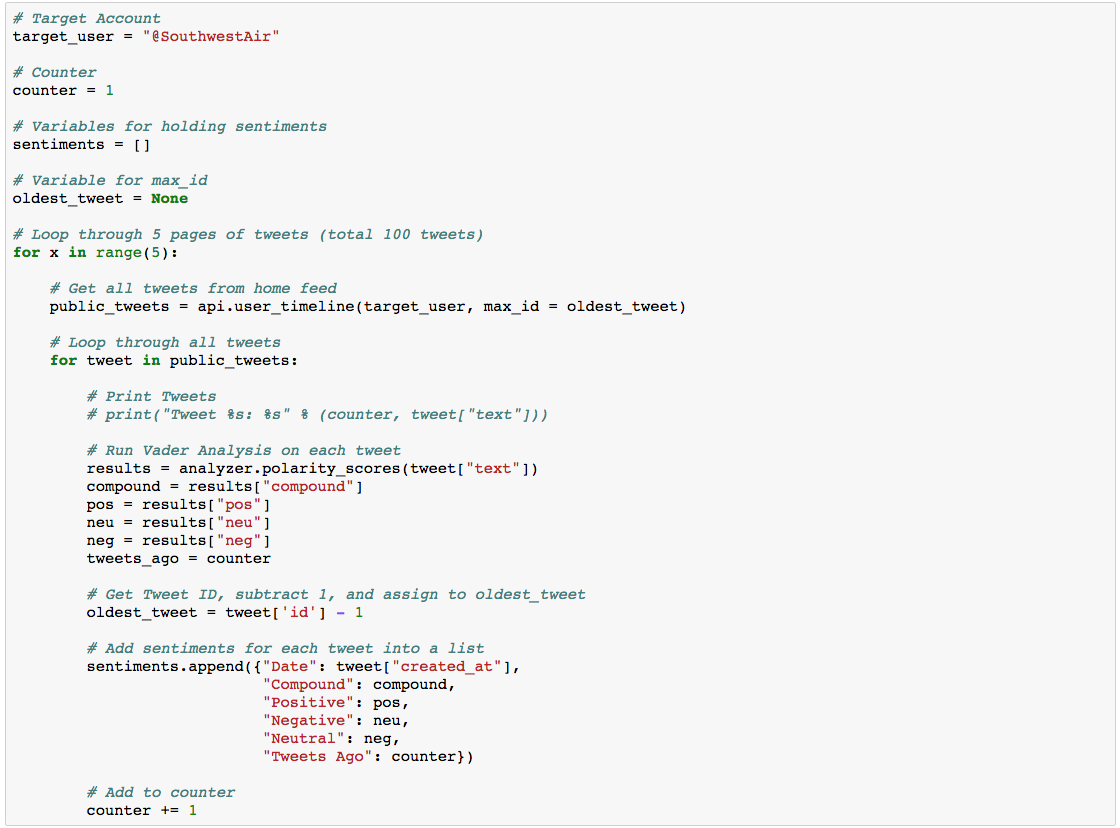 # Target Account
target_user = "@SouthwestAir"
# Counter
counter = 1
# Variables for holding sentiments
sentiments = []
# Variable for max_id
oldest_tweet = None
# Loop through 5 pages of tweets (total 100 tweets)
for x in range(5):
    # Get all tweets from home feed
    public_tweets = api.user_timeline(target_user, max_id = oldest_tweet)
    # Loop through all tweets
    for tweet in public_tweets:
        # Print Tweets
        # print("Tweet %s: %s" % (counter, tweet["text"]))
        # Run Vader Analysis on each tweet
        results = analyzer.polarity_scores(tweet["text"])
        compound = results["compound"]
        pos = results["pos"]
        neu = results["neu"]
        neg = results["neg"]
        tweets_ago = counter
        # Get Tweet ID, subtract 1, and assign to oldest_tweet
        oldest_tweet = tweet['id'] - 1
        # Add sentiments for each tweet into a list
        sentiments.append({"Date": tweet["created_at"],
                           "Compound": compound,
                           "Positive": pos,
                           "Negative": neu,
                           "Neutral": neg,
                           "Tweets Ago": counter})
        # Add to counter
        counter += 1